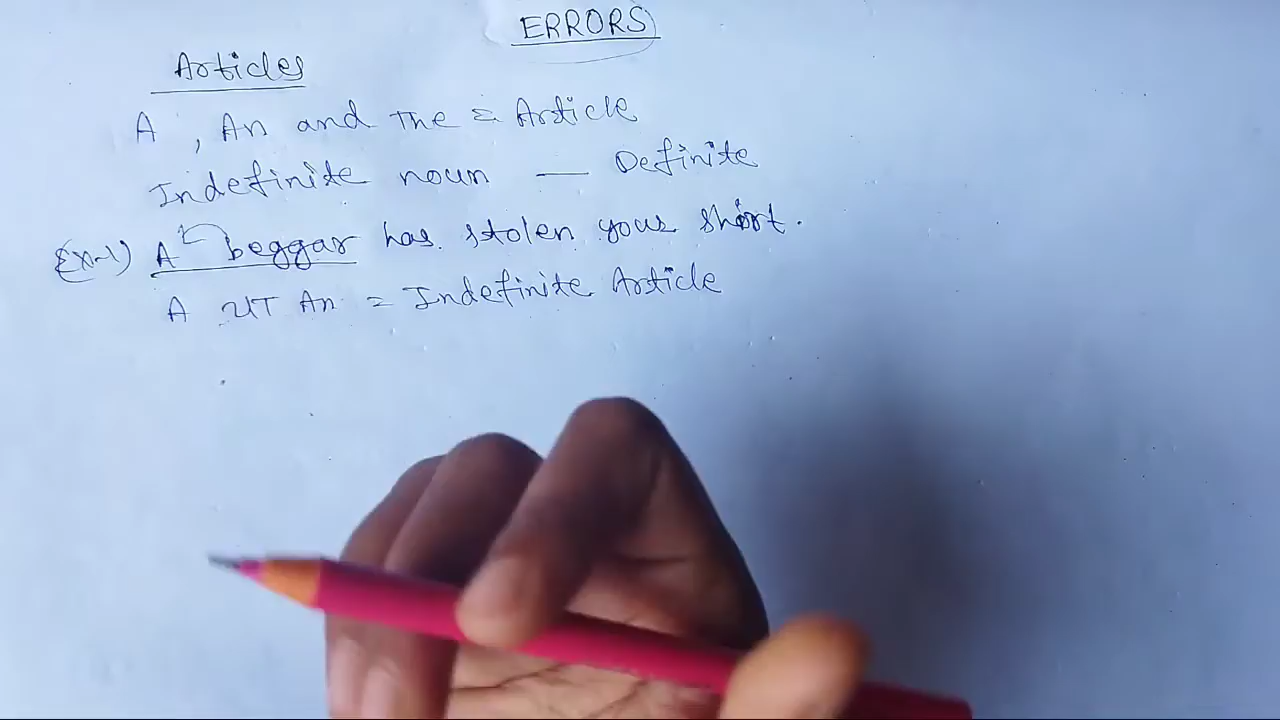 ERRORS
Articles
A , An and The = Article
Indefinite noun — Definite
Ex-1) A beggar has stolen your shirt.
A या An = Indefinite Article